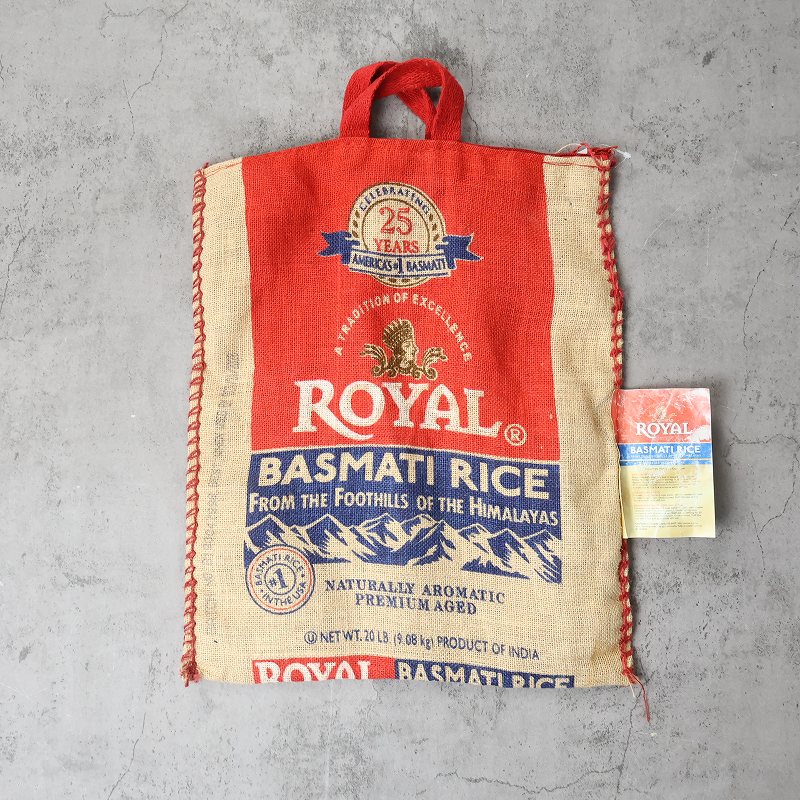 CELEBRATING
25
YEARS
AMERICA'S #1 BASMATI
A TRADITION OF EXCELLENCE
ROYAL®
BASMATI RICE
FROM THE FOOTHILLS OF THE HIMALAYAS
BASMATI RICE
#1
IN THE USA
NATURALLY AROMATIC
PREMIUM AGED
Ⓤ NET WT. 20 LB. (9.08 kg) PRODUCT OF INDIA
ROYAL BASMATI RICE
ROYAL
BASMATI RICE